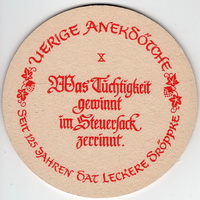 UERIGE ANEKDÖTCHE
X
Was Tüchtigkeit
gewinnt
im Steuersack
zerrinnt.
SEIT 125 JAHREN DAT LECKERE DRÖPPKE